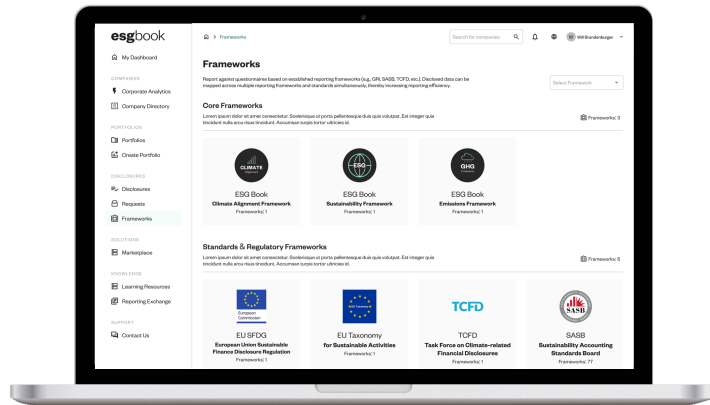 esgbook
Frameworks
Search for companies
W
Will Brandenburger
My Dashboard
COMPANIES
Corporate Analytics
Company Directory
PORTFOLIOS
Portfolios
Create Portfolio
DISCLOSURES
Disclosures
Requests
Frameworks
SOLUTIONS
Marketplace
KNOWLEDGE
Learning Resources
Reporting Exchange
SUPPORT
Contact Us
Frameworks
Report against questionnaires based on established reporting frameworks (e.g., GRI, SASB, TCFD, etc.). Disclosed data can be
mapped across multiple reporting frameworks and standards simultaneously, thereby increasing reporting efficiency.
Select Framework
Core Frameworks
Lorem ipsum dolor sit amet consectetur. Scelerisque ut porta pellentesque duis quis volutpat. Est integer quie
tincidunt nulla arcu risus tincidunt. Accumsan turpis tortor ultricies id.
Frameworks: 3
CLIMATE
Alignment
ESG Book
Climate Alignment Framework
Frameworks: 1
ESG
ESG Book
Sustainability Framework
Frameworks: 1
GHG
Emissions
ESG Book
Emissions Framework
Frameworks: 1
Standards & Regulatory Frameworks
Lorem ipsum dolor sit amet consectetur. Scelerisque ut porta pellentesque duis quis volutpat. Est integer quie
tincidunt nulla arcu risus tincidunt. Accumsan turpis tortor ultricies id.
Frameworks: 5
European
Commission
EU SFDG
European Union Sustainable
Finance Disclosure Regulation
Frameworks: 1
EU Taxonomy
EU Taxonomy
for Sustainable Activities
Frameworks: 1
TCFD
TCFD
Task Force on Climate-related
Financial Disclosures
Frameworks: 1
SASB
SASB
Sustainability Accounting
Standards Board
Frameworks: 77